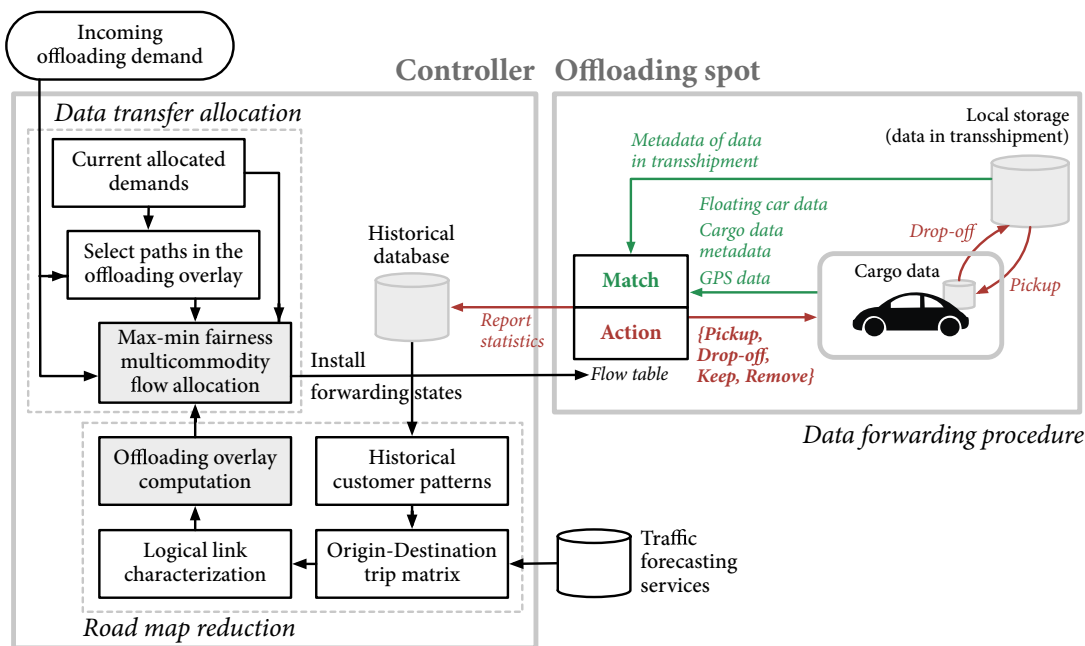 Incoming
offloading demand
Controller
Offloading spot
Data transfer allocation
Current allocated
demands
Select paths in the
offloading overlay
Max-min fairness
multicommodity
flow allocation
Historical
database
Install
forwarding states
Report
statistics
Offloading overlay
computation
Historical
customer patterns
Logical link
characterization
Origin-Destination
trip matrix
Road map reduction
Traffic
forecasting
services
Local storage
(data in transshipment)
Metadata of data
in transshipment
Floating car data
Cargo data
metadata
GPS data
Match
Action
Flow table
{Pickup,
Drop-off,
Keep, Remove}
Drop-off
Pickup
Cargo data
Data forwarding procedure